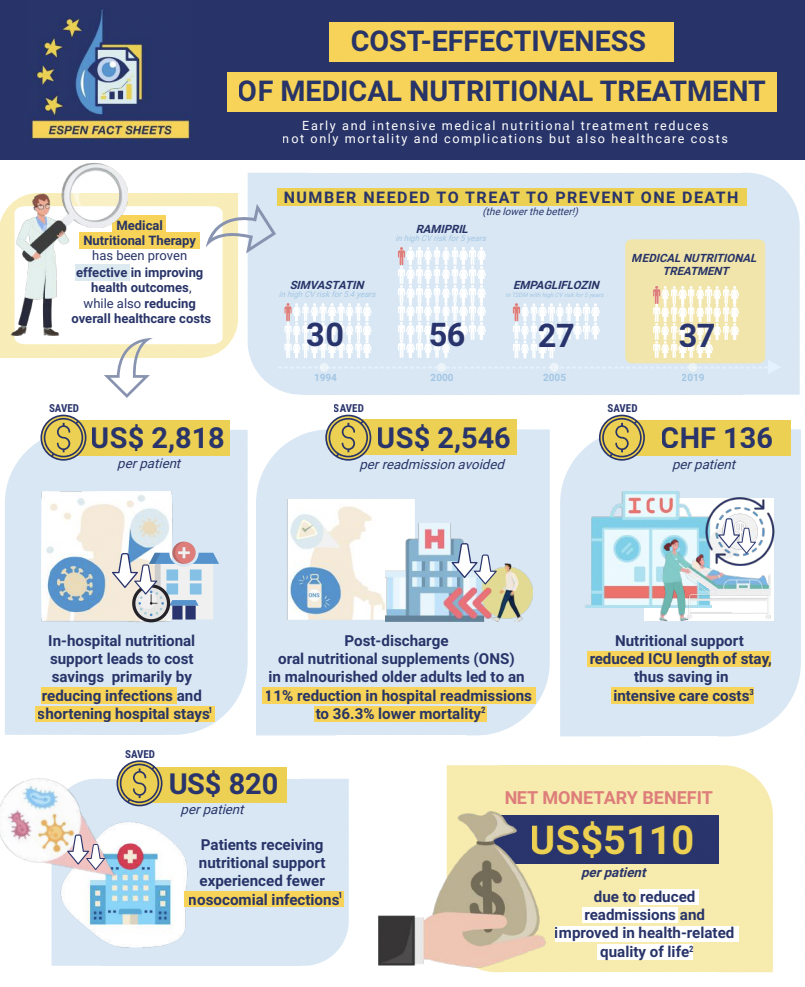 COST-EFFECTIVENESS
OF MEDICAL NUTRITIONAL TREATMENT
ESPEN FACT SHEETS
Early and intensive medical nutritional treatment reduces
not only mortality and complications but also healthcare costs
Medical
Nutritional Therapy
has been proven
effective in improving
health outcomes,
while also reducing
overall healthcare costs
NUMBER NEEDED TO TREAT TO PREVENT ONE DEATH
(the lower the better!)
SIMVASTATIN
in high CV risk for 5.4 years
30
1994
RAMIPRIL
in high CV risk for 5 years
56
2000
EMPAGLIFLOZIN
in T2DM with high CV risk for 3 years
27
2005
MEDICAL NUTRITIONAL
TREATMENT
37
2019
SAVED
$ US$ 2,818
per patient
In-hospital nutritional
support leads to cost
savings primarily by
reducing infections and
shortening hospital stays¹
SAVED
$ US$ 2,546
per readmission avoided
H
ONS
Post-discharge
oral nutritional supplements (ONS)
in malnourished older adults led to an
11% reduction in hospital readmissions
to 36.3% lower mortality²
SAVED
$ CHF 136
per patient
ICU
Nutritional support
reduced ICU length of stay,
thus saving in
intensive care costs³
SAVED
$ US$ 820
per patient
Patients receiving
nutritional support
experienced fewer
nosocomial infections¹
NET MONETARY BENEFIT
US$5110
per patient
$
due to reduced
readmissions and
improved in health-related
quality of life²